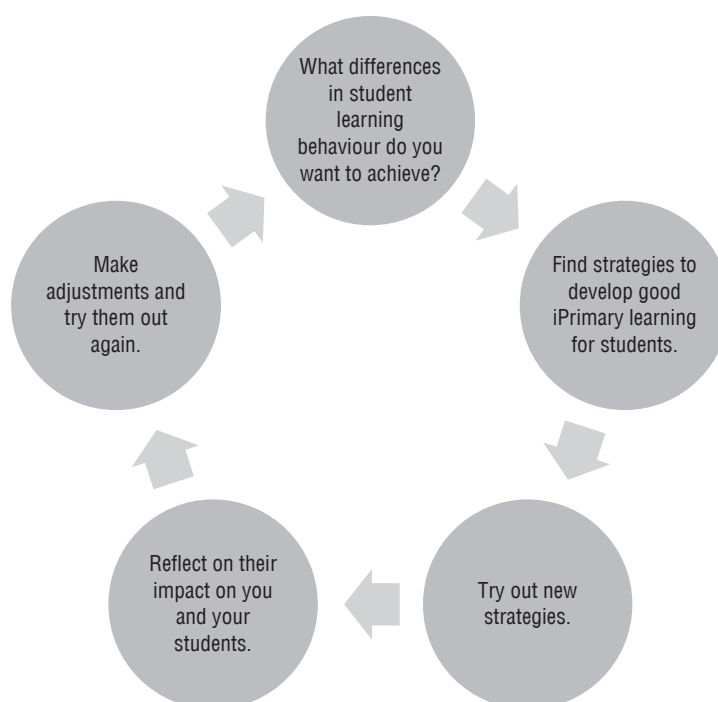 What differences
in student
learning
behaviour do you
want to achieve?
Find strategies to
develop good
iPrimary learning
for students.
Try out new
strategies.
Reflect on their
impact on you
and your
students.
Make
adjustments and
try them out
again.